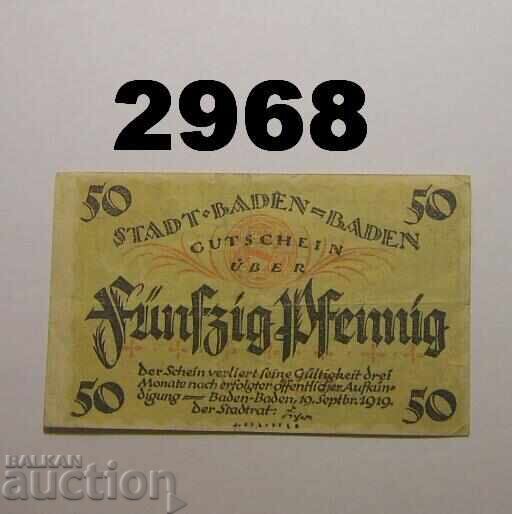 2968
50 50
STADT·BADEN=BADEN
GUTSCHEIN
ÜBER
Fünfzig Pfennig
der Schein verliert seine Gültigkeit drei
Monate nach erfolgter öffentlicher Aufkün-
digung — Baden-Baden, 19. Septbr. 1919.
der Stadtrat:
50 50
BALKAN
auction